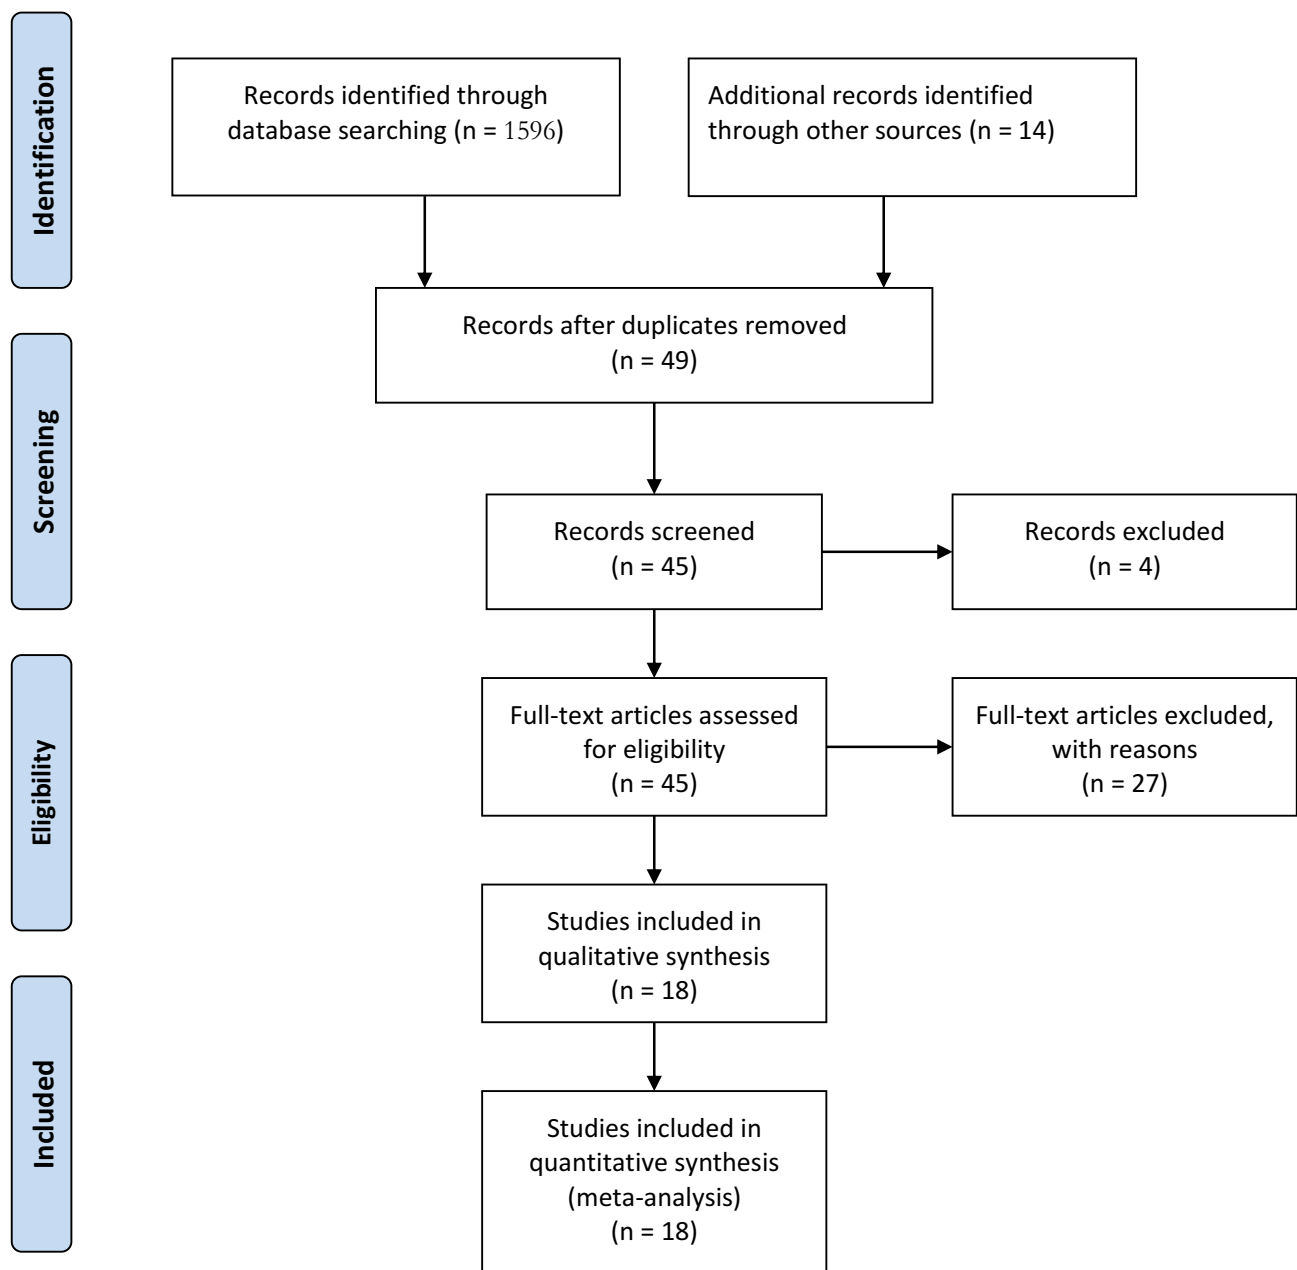 Identification
Records identified through
database searching (n = 1596)
Additional records identified
through other sources (n = 14)
Records after duplicates removed
(n = 49)
Screening
Records screened
(n = 45)
Records excluded
(n = 4)
Eligibility
Full-text articles assessed
for eligibility
(n = 45)
Full-text articles excluded,
with reasons
(n = 27)
Studies included in
qualitative synthesis
(n = 18)
Included
Studies included in
quantitative synthesis
(meta-analysis)
(n = 18)